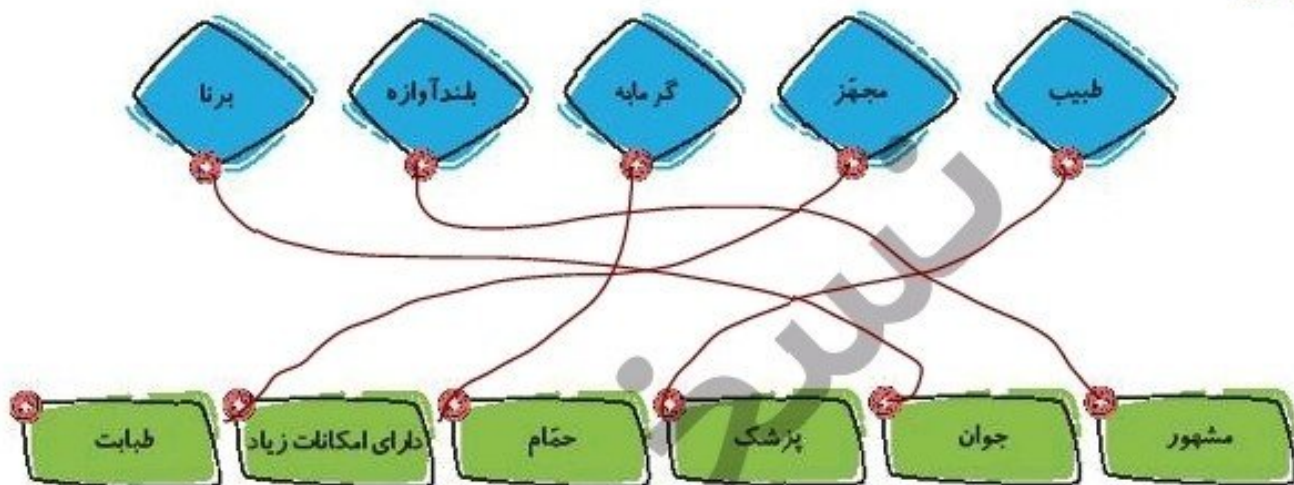 طبیب مجهّز گرمابه بلندآوازه برنا
مشهور جوان پزشک حمّام دارای امکانات زیاد طبابت